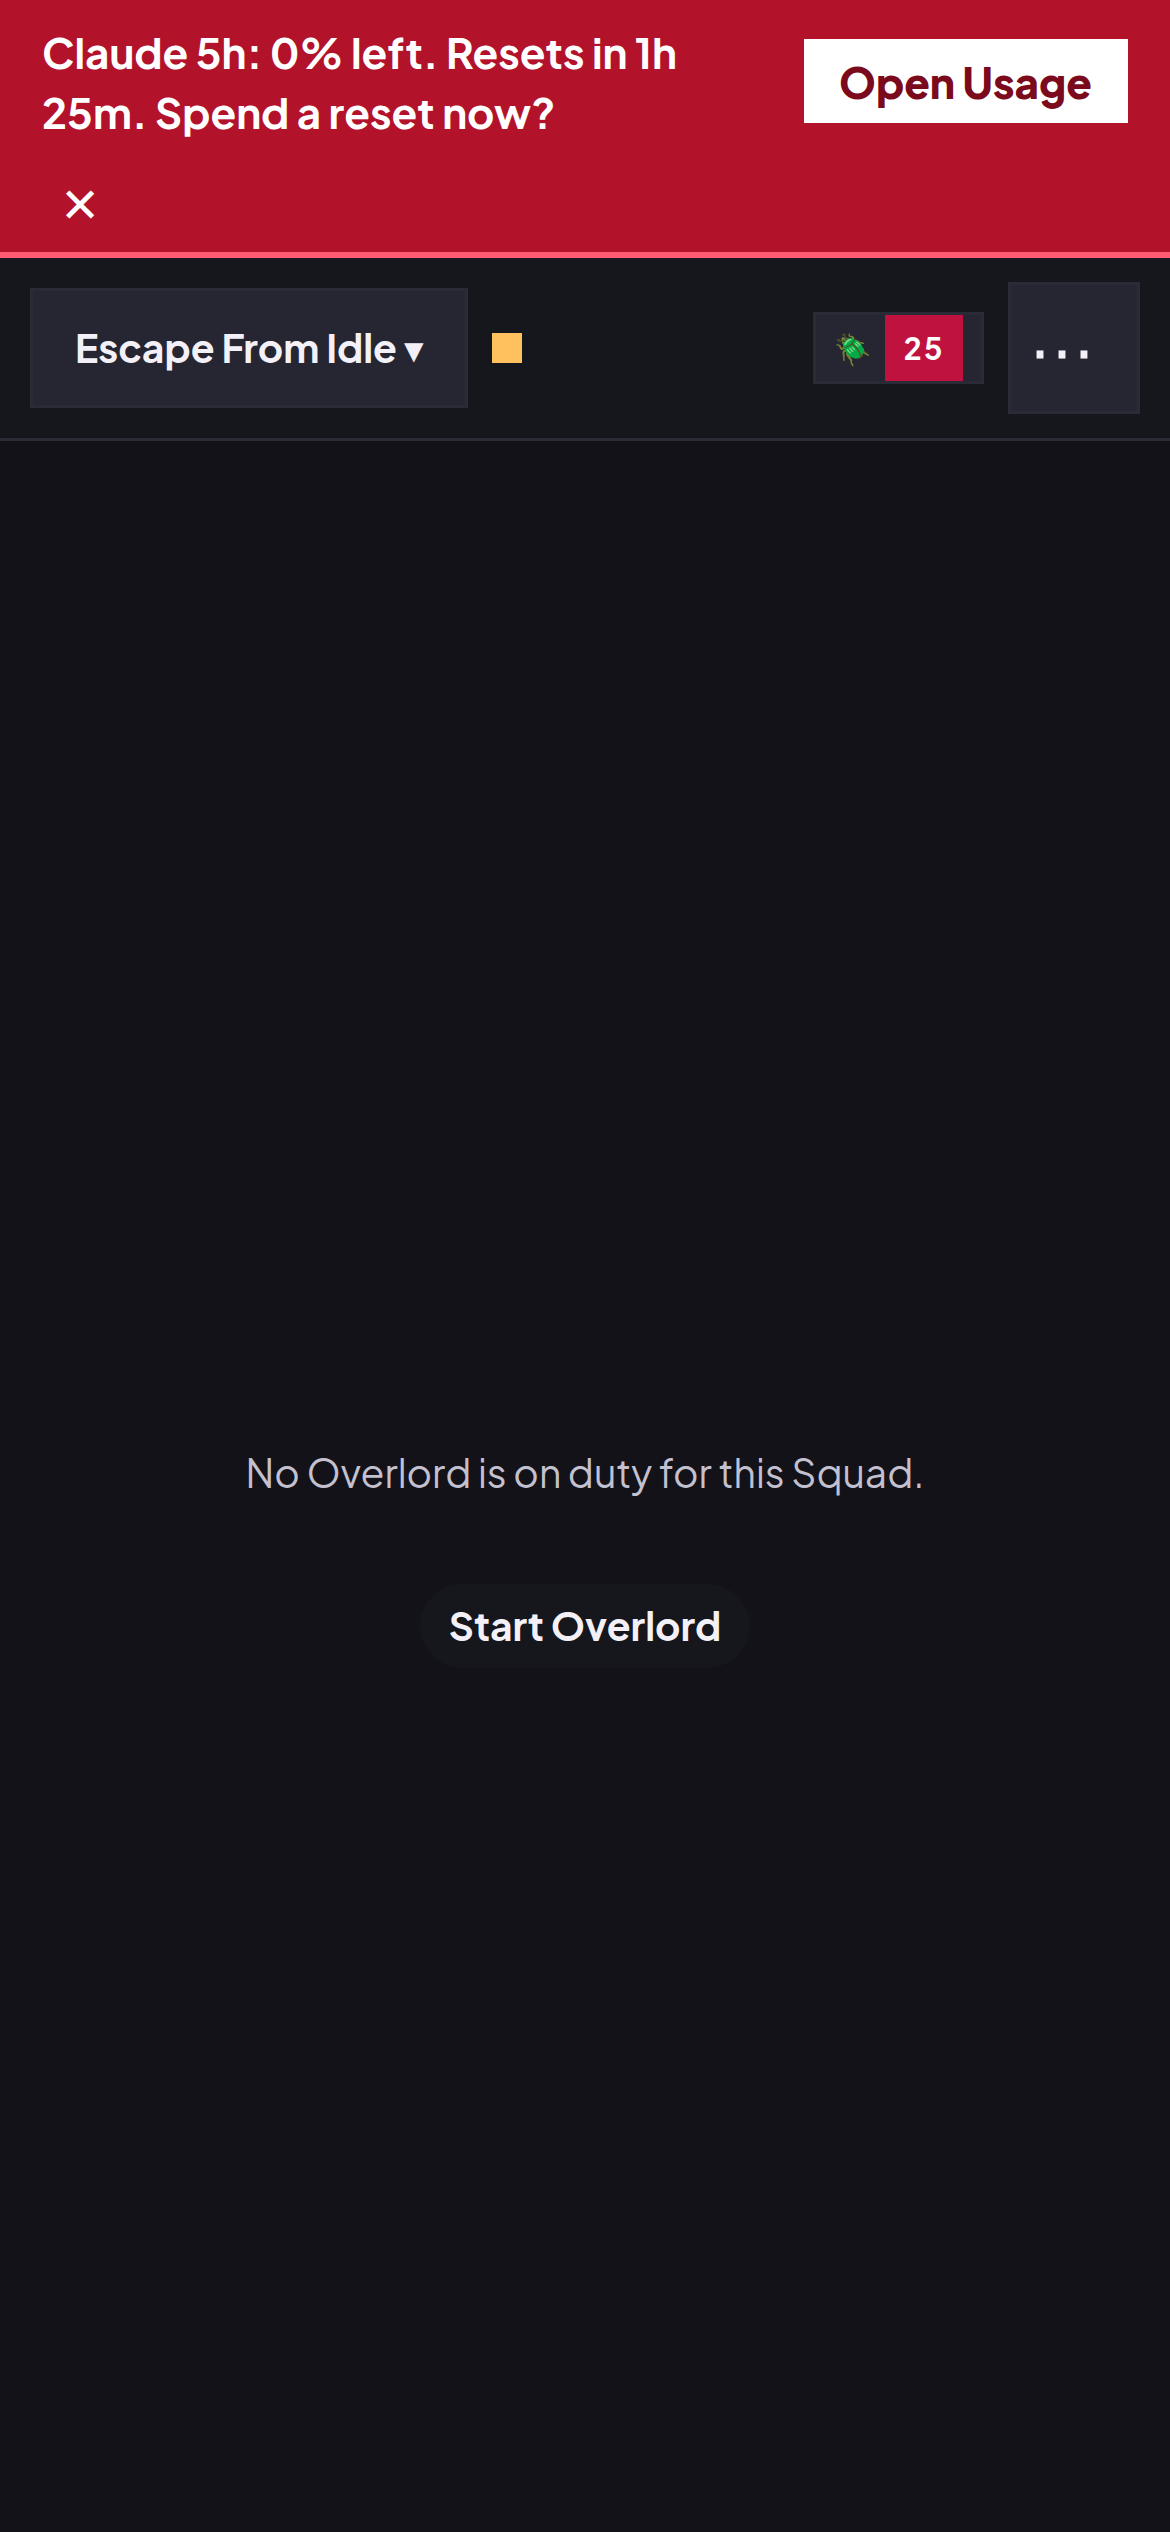 Claude 5h: 0% left. Resets in 1h
25m. Spend a reset now?
Open Usage
✕
Escape From Idle ▾
25
...
No Overlord is on duty for this Squad.
Start Overlord